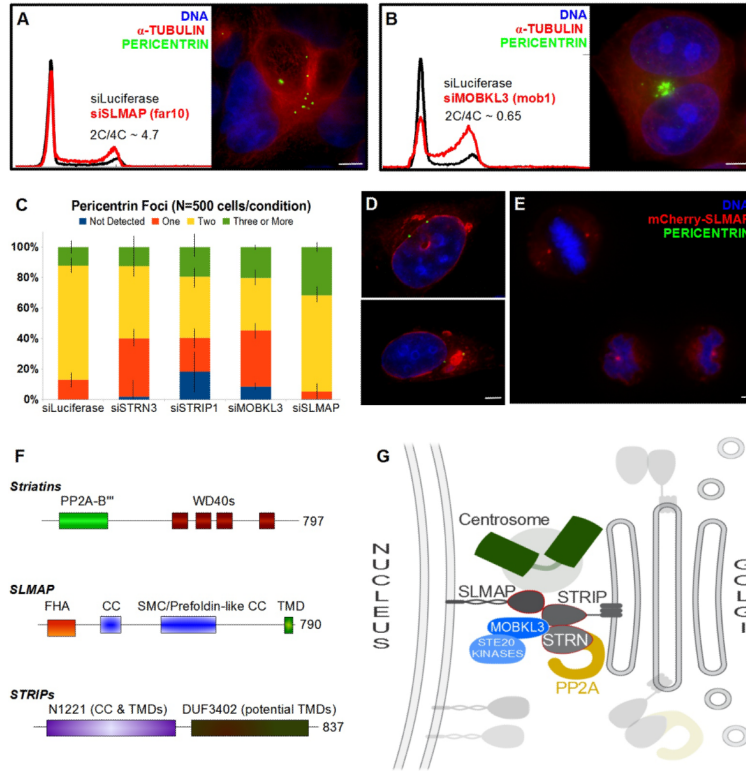 A
DNA
α-TUBULIN
PERICENTRIN
siLuciferase
siSLMAP (far10)
2C/4C ~ 4.7
B
DNA
α-TUBULIN
PERICENTRIN
siLuciferase
siMOBKL3 (mob1)
2C/4C ~ 0.65
C
Pericentrin Foci (N=500 cells/condition)
Not Detected One Two Three or More
100%
80%
60%
40%
20%
0%
siLuciferase siSTRN3 siSTRIP1 siMOBKL3 siSLMAP
D
E
DNA
mCherry-SLMAP
PERICENTRIN
F
Striatins
PP2A-B''' WD40s
797
SLMAP
FHA CC SMC/Prefoldin-like CC TMD
790
STRIPs
N1221 (CC & TMDs) DUF3402 (potential TMDs)
837
G
NUCLEUS
Centrosome
SLMAP STRIP
MOBKL3
STE20
KINASES
STRN
PP2A
GOLGI